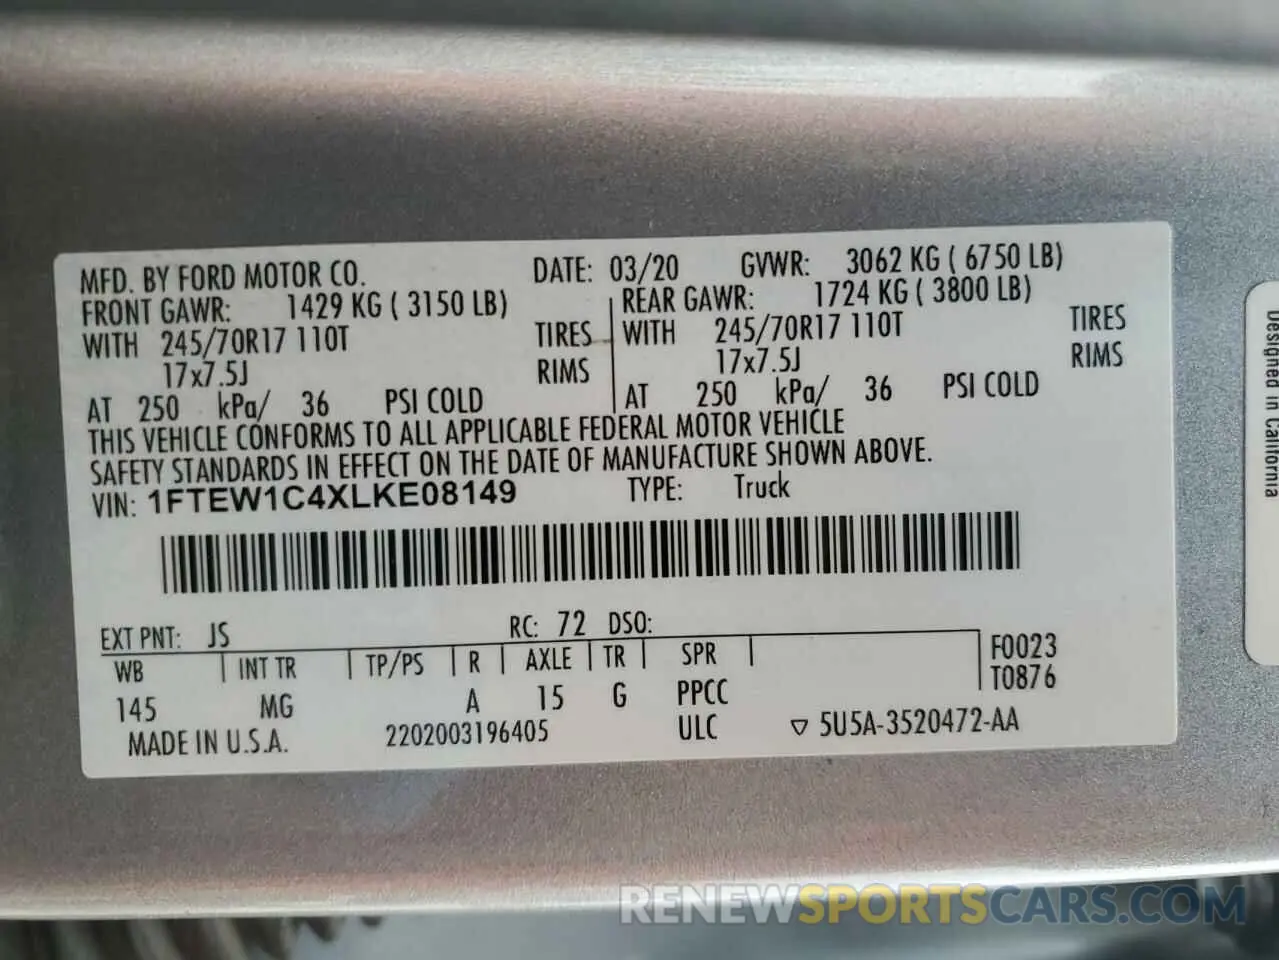 MFD. BY FORD MOTOR CO. DATE: 03/20 GVWR: 3062 KG ( 6750 LB)
FRONT GAWR: 1429 KG ( 3150 LB) REAR GAWR: 1724 KG ( 3800 LB)
WITH 245/70R17 110T TIRES WITH 245/70R17 110T TIRES
17x7.5J RIMS 17x7.5J RIMS
AT 250 kPa/ 36 PSI COLD AT 250 kPa/ 36 PSI COLD
THIS VEHICLE CONFORMS TO ALL APPLICABLE FEDERAL MOTOR VEHICLE
SAFETY STANDARDS IN EFFECT ON THE DATE OF MANUFACTURE SHOWN ABOVE.
VIN: 1FTEW1C4XLKE08149 TYPE: Truck
EXT PNT: JS RC: 72 DSO:
WB INT TR TP/PS R AXLE TR SPR F0023
145 MG A 15 G PPCC T0876
MADE IN U.S.A. 2202003196405 ULC ▽ 5U5A-3520472-AA
Designed in California
RENEWSPORTSCARS.COM